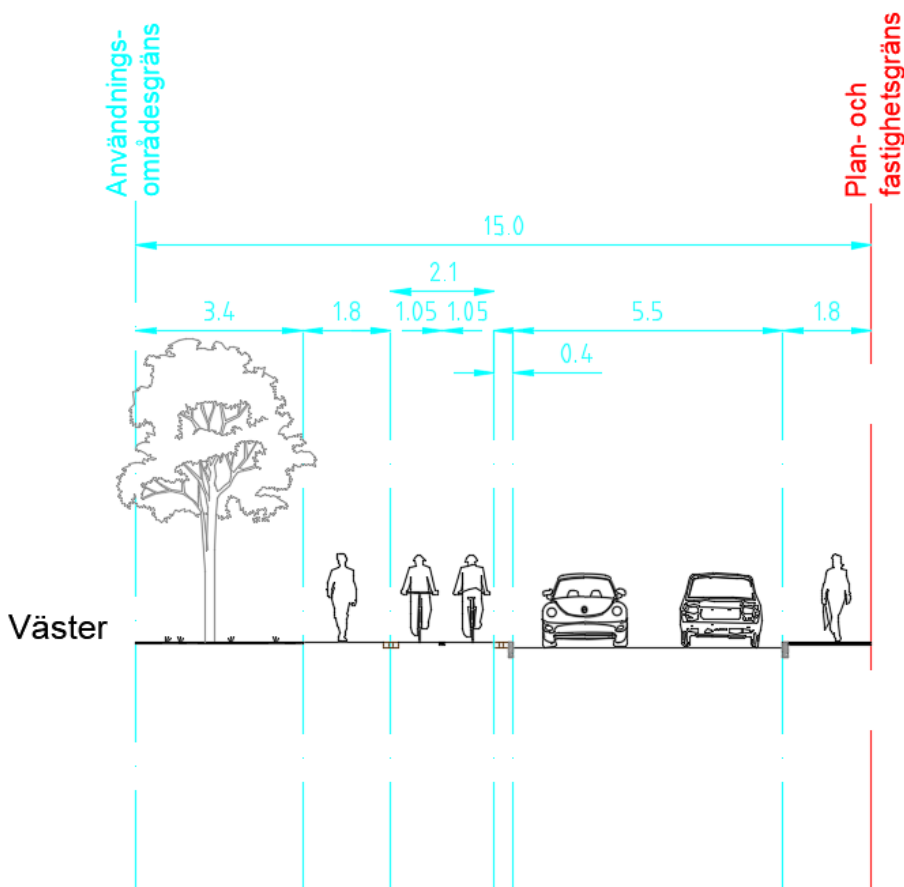 Användnings-
områdesgräns
Plan- och
fastighetsgräns
15.0
2.1
3.4 1.8 1.05 1.05 5.5 1.8
0.4
Väster